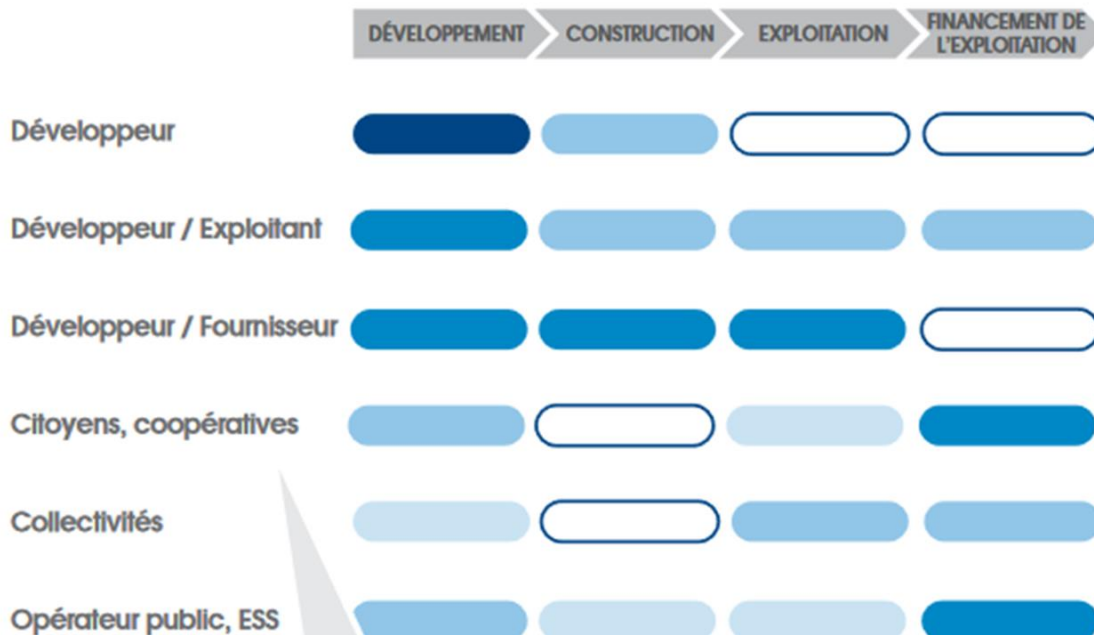 DÉVELOPPEMENT CONSTRUCTION EXPLOITATION FINANCEMENT DE
L'EXPLOITATION
Développeur
Développeur / Exploitant
Développeur / Fournisseur
Citoyens, coopératives
Collectivités
Opérateur public, ESS